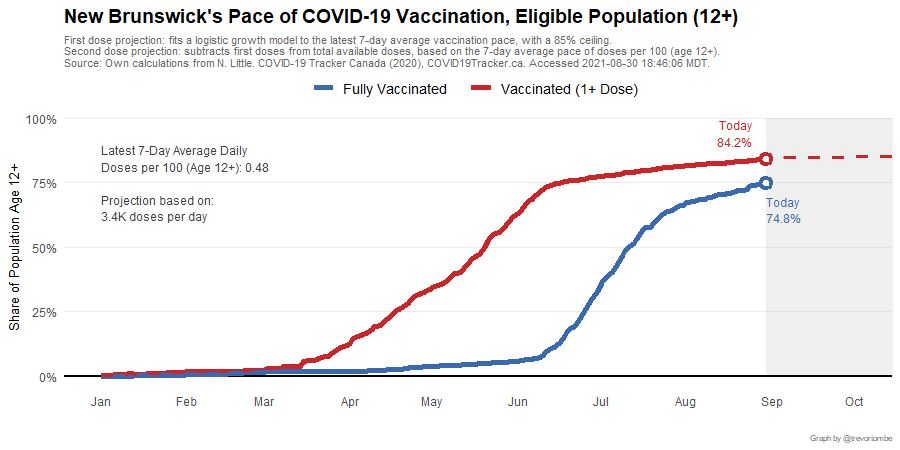 New Brunswick's Pace of COVID-19 Vaccination, Eligible Population (12+)
First dose projection: fits a logistic growth model to the latest 7-day average vaccination pace, with a 85% ceiling.
Second dose projection: subtracts first doses from total available doses, based on the 7-day average pace of doses per 100 (age 12+).
Source: Own calculations from N. Little. COVID-19 Tracker Canada (2020), COVID19Tracker.ca. Accessed 2021-08-30 18:46:06 MDT.
Fully Vaccinated Vaccinated (1+ Dose)
Share of Population Age 12+
100%
75%
50%
25%
0%
Latest 7-Day Average Daily
Doses per 100 (Age 12+): 0.48
Projection based on:
3.4K doses per day
Today
84.2%
Today
74.8%
Jan Feb Mar Apr May Jun Jul Aug Sep Oct
Graph by @trevortombe